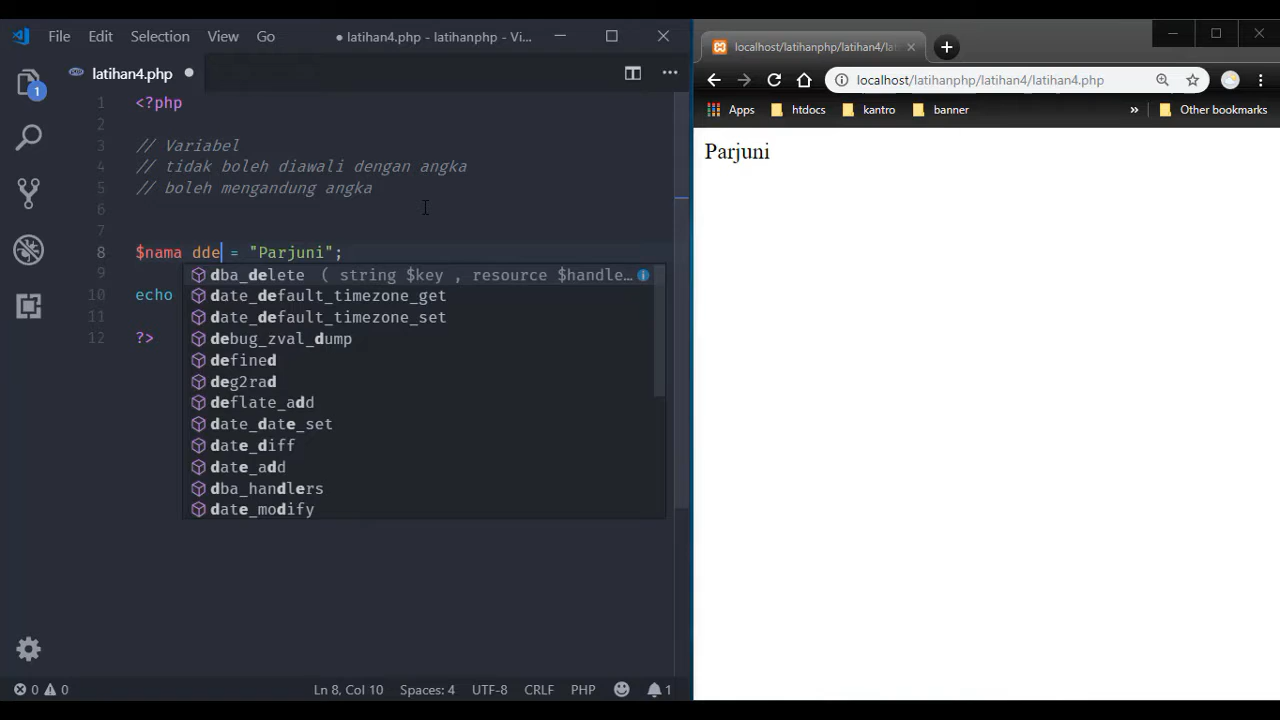 File Edit Selection View Go ● latihan4.php - latihanphp - Vi...
latihan4.php ●
1 <?php
2
3 // Variabel
4 // tidak boleh diawali dengan angka
5 // boleh mengandung angka
6
7
8 $nama dde = "Parjuni";
9
10 echo
11
12 ?>
dba_delete ( string $key , resource $handle…
date_default_timezone_get
date_default_timezone_set
debug_zval_dump
defined
deg2rad
deflate_add
date_date_set
date_diff
date_add
dba_handlers
date_modify
1
0 0 Ln 8, Col 10 Spaces: 4 UTF-8 CRLF PHP 1
localhost/latihanphp/latihan4/lat
localhost/latihanphp/latihan4/latihan4.php
Apps htdocs kantro banner » Other bookmarks
Parjuni